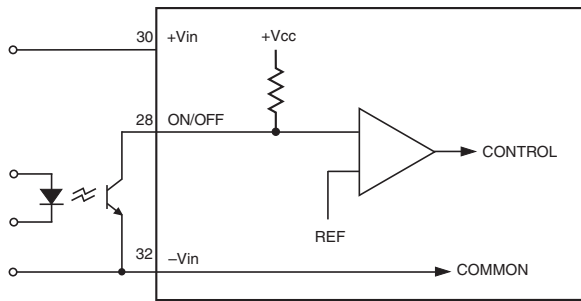 30 +Vin
+Vcc
28 ON/OFF
CONTROL
REF
32 –Vin
COMMON